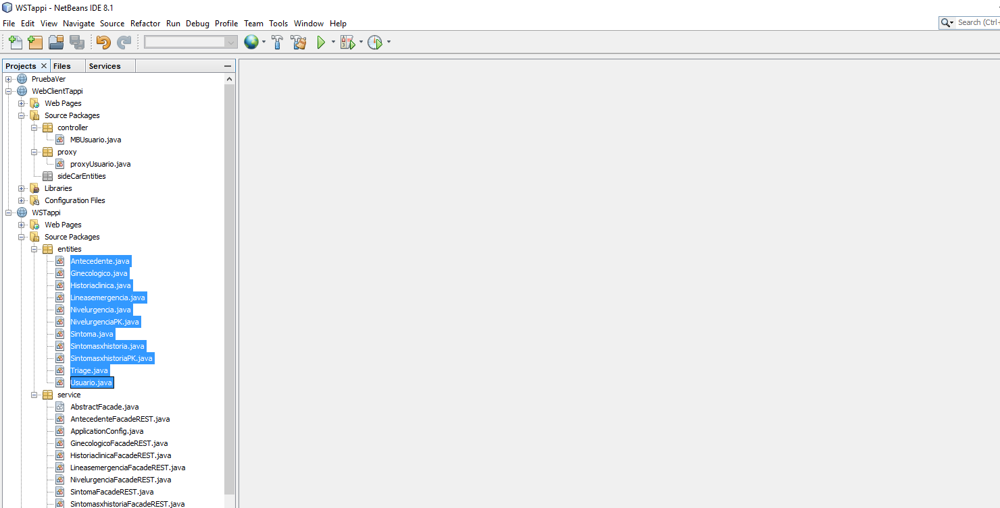 WSTappi - NetBeans IDE 8.1
File Edit View Navigate Source Refactor Run Debug Profile Team Tools Window Help
Search (Ctrl-
Projects Files Services
PruebaVer
WebClientTappi
Web Pages
Source Packages
controller
MBUsuario.java
proxy
proxyUsuario.java
sideCarEntities
Libraries
Configuration Files
WSTappi
Web Pages
Source Packages
entities
Antecedente.java
Ginecologico.java
Historiaclinica.java
Lineasemergencia.java
Nivelurgencia.java
NivelurgenciaPK.java
Sintoma.java
Sintomasxhistoria.java
SintomasxhistoriaPK.java
Triage.java
Usuario.java
service
AbstractFacade.java
AntecedenteFacadeREST.java
ApplicationConfig.java
GinecologicoFacadeREST.java
HistoriaclinicaFacadeREST.java
LineasemergenciaFacadeREST.java
NivelurgenciaFacadeREST.java
SintomaFacadeREST.java
SintomasxhistoriaFacadeREST.java